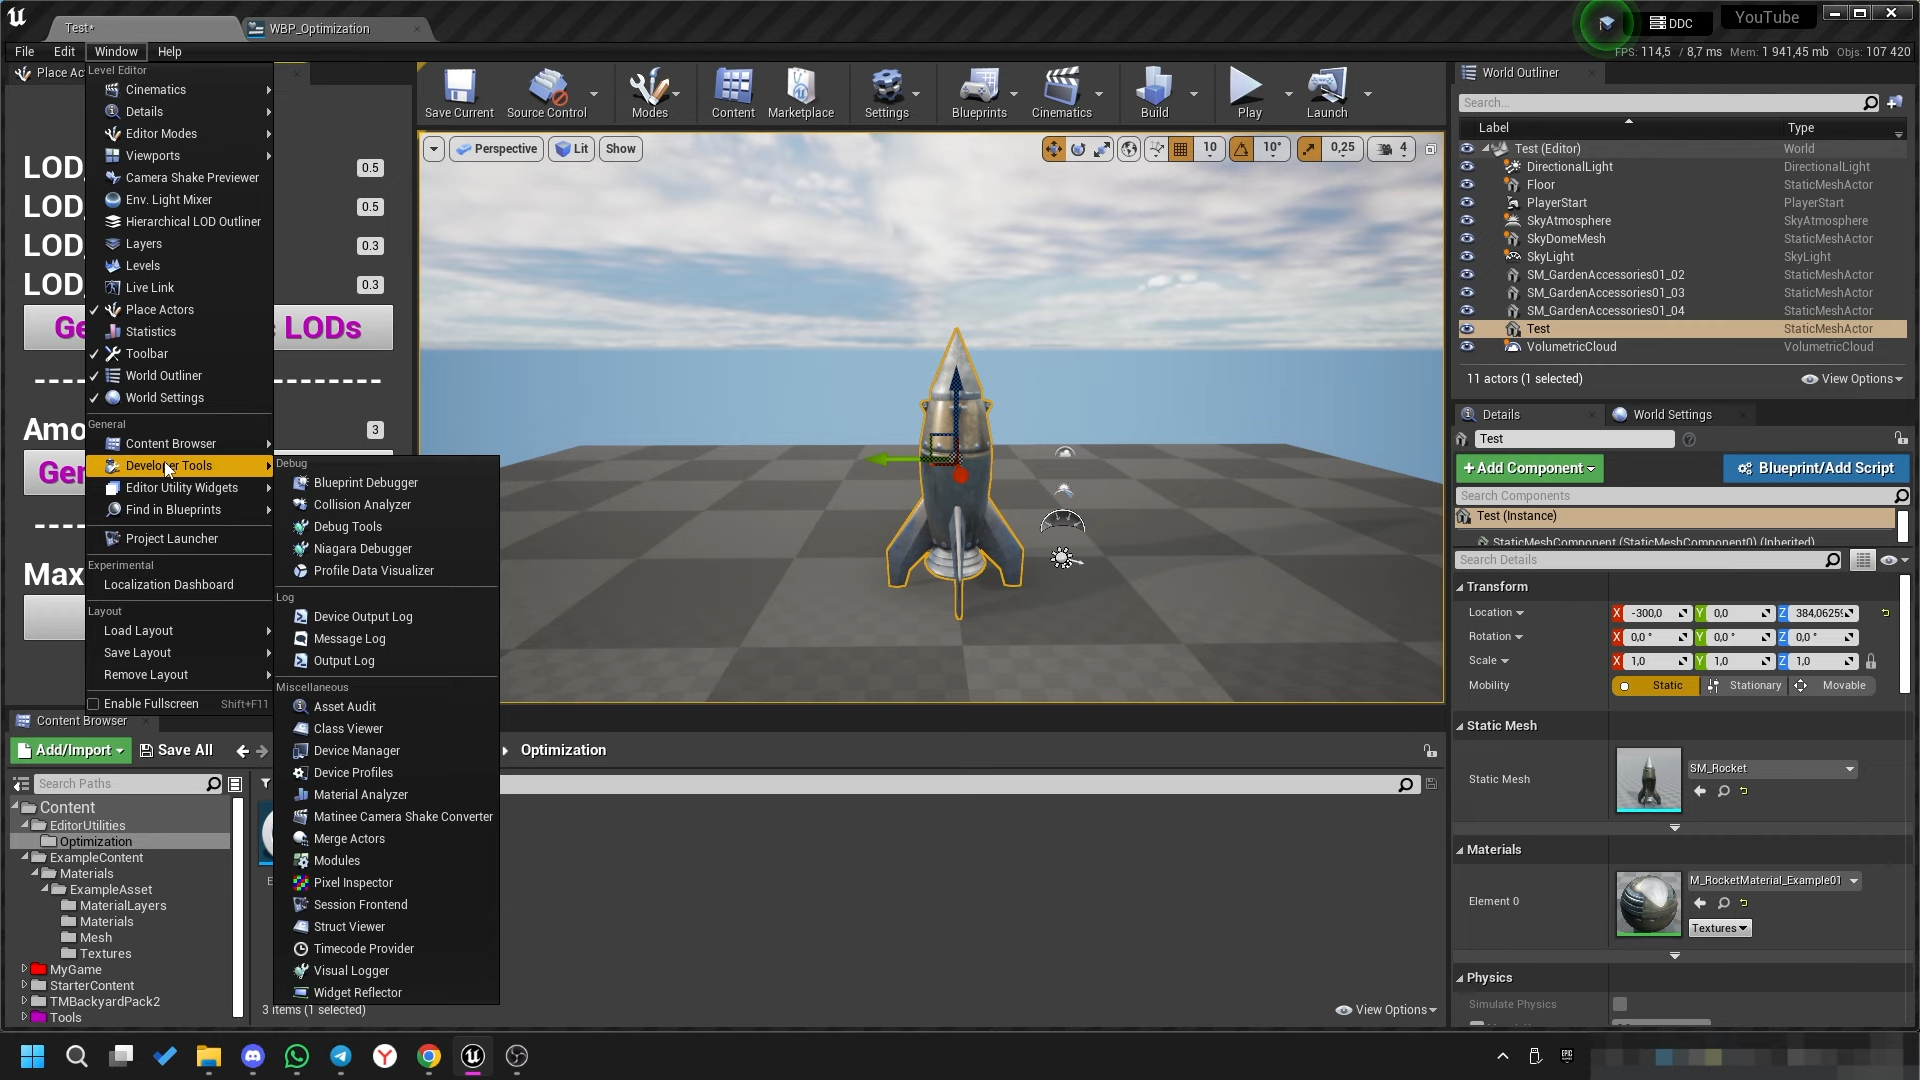 Test*
WBP_Optimization
DDC
YouTube
File Edit Window Help
FPS: 114,5 / 8,7 ms Mem: 1 941,45 mb Objs: 107 420
Place Ac
Level Editor
Cinematics
Details
Editor Modes
Viewports
Camera Shake Previewer
Env. Light Mixer
Hierarchical LOD Outliner
Layers
Levels
Live Link
Place Actors
Statistics
Toolbar
World Outliner
World Settings
General
Content Browser
Developer Tools
Editor Utility Widgets
Find in Blueprints
Project Launcher
Experimental
Localization Dashboard
Layout
Load Layout
Save Layout
Remove Layout
Enable Fullscreen Shift+F11
LOD
0.5
LOD
0.5
LOD
0.3
LOD
0.3
Ge
LODs
Amo
3
Ger
Max
Debug
Blueprint Debugger
Collision Analyzer
Debug Tools
Niagara Debugger
Profile Data Visualizer
Log
Device Output Log
Message Log
Output Log
Miscellaneous
Asset Audit
Class Viewer
Device Manager
Device Profiles
Material Analyzer
Matinee Camera Shake Converter
Merge Actors
Modules
Pixel Inspector
Session Frontend
Struct Viewer
Timecode Provider
Visual Logger
Widget Reflector
Save Current
Source Control
Modes
Content
Marketplace
Settings
Blueprints
Cinematics
Build
Play
Launch
Perspective
Lit
Show
10
10°
0,25
4
World Outliner
Search...
Label Type
Test (Editor) World
DirectionalLight DirectionalLight
Floor StaticMeshActor
PlayerStart PlayerStart
SkyAtmosphere SkyAtmosphere
SkyDomeMesh StaticMeshActor
SkyLight SkyLight
SM_GardenAccessories01_02 StaticMeshActor
SM_GardenAccessories01_03 StaticMeshActor
SM_GardenAccessories01_04 StaticMeshActor
Test StaticMeshActor
VolumetricCloud VolumetricCloud
11 actors (1 selected)
View Options
Details
World Settings
Test
+Add Component
Blueprint/Add Script
Search Components
Test (Instance)
StaticMeshComponent (StaticMeshComponent0) (Inherited)
Search Details
Transform
Location X -300,0 Y 0,0 Z 384,0625
Rotation X 0,0 ° Y 0,0 ° Z 0,0 °
Scale X 1,0 Y 1,0 Z 1,0
Mobility Static Stationary Movable
Static Mesh
Static Mesh
SM_Rocket
Materials
Element 0
M_RocketMaterial_Example01
Textures
Physics
Simulate Physics
Content Browser
Add/Import
Save All
Optimization
Search Paths
Content
EditorUtilities
Optimization
ExampleContent
Materials
ExampleAsset
MaterialLayers
Materials
Mesh
Textures
MyGame
StarterContent
TMBackyardPack2
Tools
3 items (1 selected)
View Options
EPIC